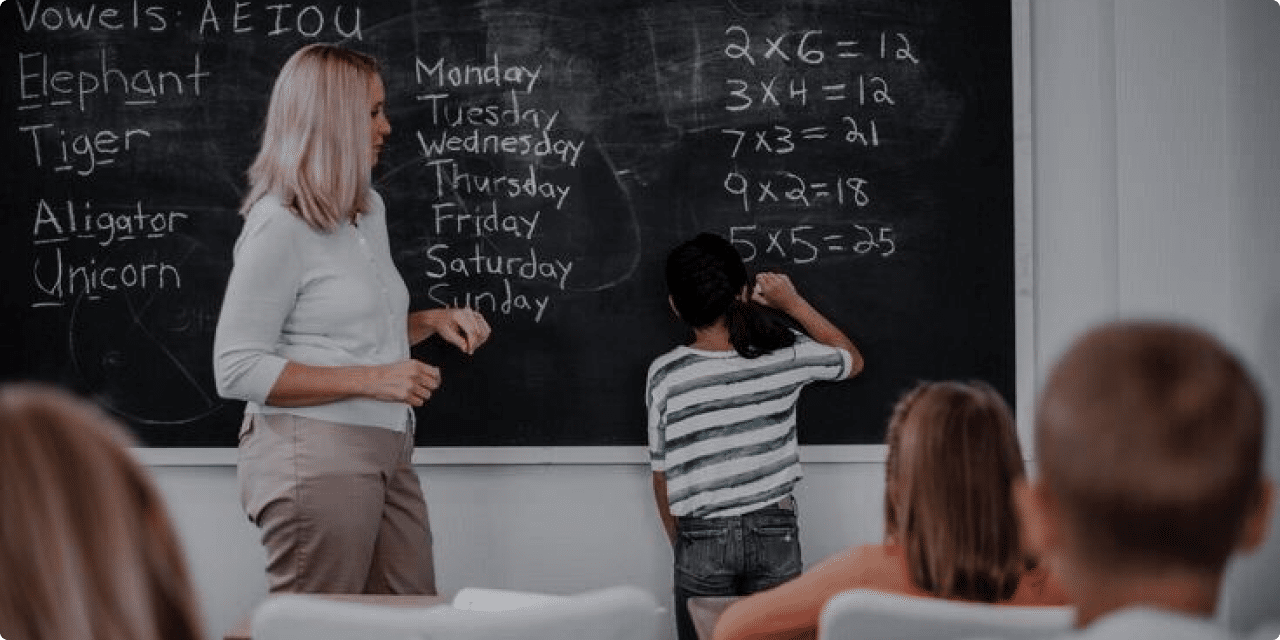 Vowels: A E I O U
Elephant
Tiger
Aligator
Unicorn
Monday
Tuesday
Wednesday
Thursday
Friday
Saturday
Sunday
2x6=12
3x4=12
7x3=21
9x2=18
5x5=25